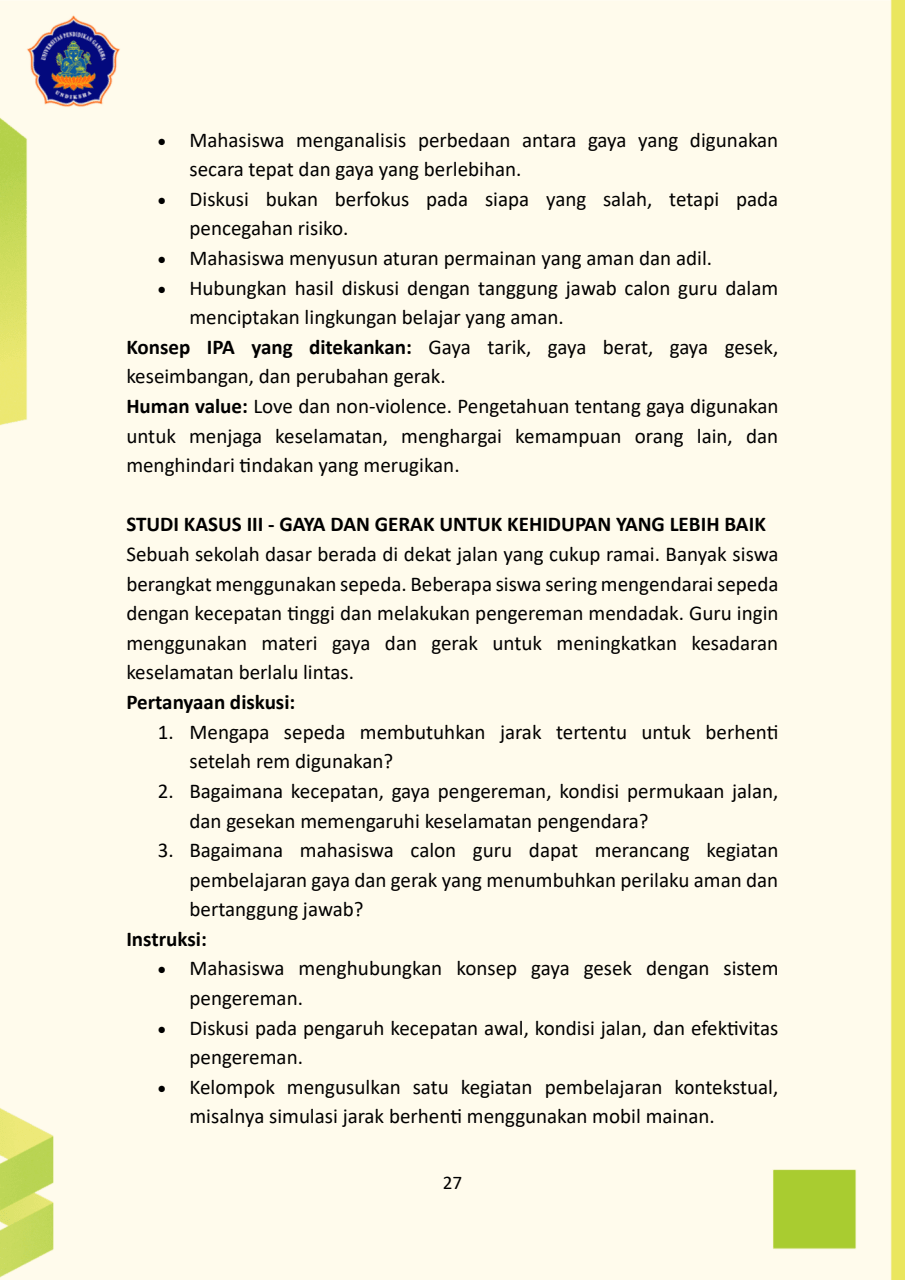 UNIVERSITAS PENDIDIKAN GANESHA
UNDIKSHA
• Mahasiswa menganalisis perbedaan antara gaya yang digunakan
secara tepat dan gaya yang berlebihan.
• Diskusi bukan berfokus pada siapa yang salah, tetapi pada
pencegahan risiko.
• Mahasiswa menyusun aturan permainan yang aman dan adil.
• Hubungkan hasil diskusi dengan tanggung jawab calon guru dalam
menciptakan lingkungan belajar yang aman.
Konsep IPA yang ditekankan: Gaya tarik, gaya berat, gaya gesek,
keseimbangan, dan perubahan gerak.
Human value: Love dan non-violence. Pengetahuan tentang gaya digunakan
untuk menjaga keselamatan, menghargai kemampuan orang lain, dan
menghindari tindakan yang merugikan.
STUDI KASUS III - GAYA DAN GERAK UNTUK KEHIDUPAN YANG LEBIH BAIK
Sebuah sekolah dasar berada di dekat jalan yang cukup ramai. Banyak siswa
berangkat menggunakan sepeda. Beberapa siswa sering mengendarai sepeda
dengan kecepatan tinggi dan melakukan pengereman mendadak. Guru ingin
menggunakan materi gaya dan gerak untuk meningkatkan kesadaran
keselamatan berlalu lintas.
Pertanyaan diskusi:
1. Mengapa sepeda membutuhkan jarak tertentu untuk berhenti
setelah rem digunakan?
2. Bagaimana kecepatan, gaya pengereman, kondisi permukaan jalan,
dan gesekan memengaruhi keselamatan pengendara?
3. Bagaimana mahasiswa calon guru dapat merancang kegiatan
pembelajaran gaya dan gerak yang menumbuhkan perilaku aman dan
bertanggung jawab?
Instruksi:
• Mahasiswa menghubungkan konsep gaya gesek dengan sistem
pengereman.
• Diskusi pada pengaruh kecepatan awal, kondisi jalan, dan efektivitas
pengereman.
• Kelompok mengusulkan satu kegiatan pembelajaran kontekstual,
misalnya simulasi jarak berhenti menggunakan mobil mainan.
27